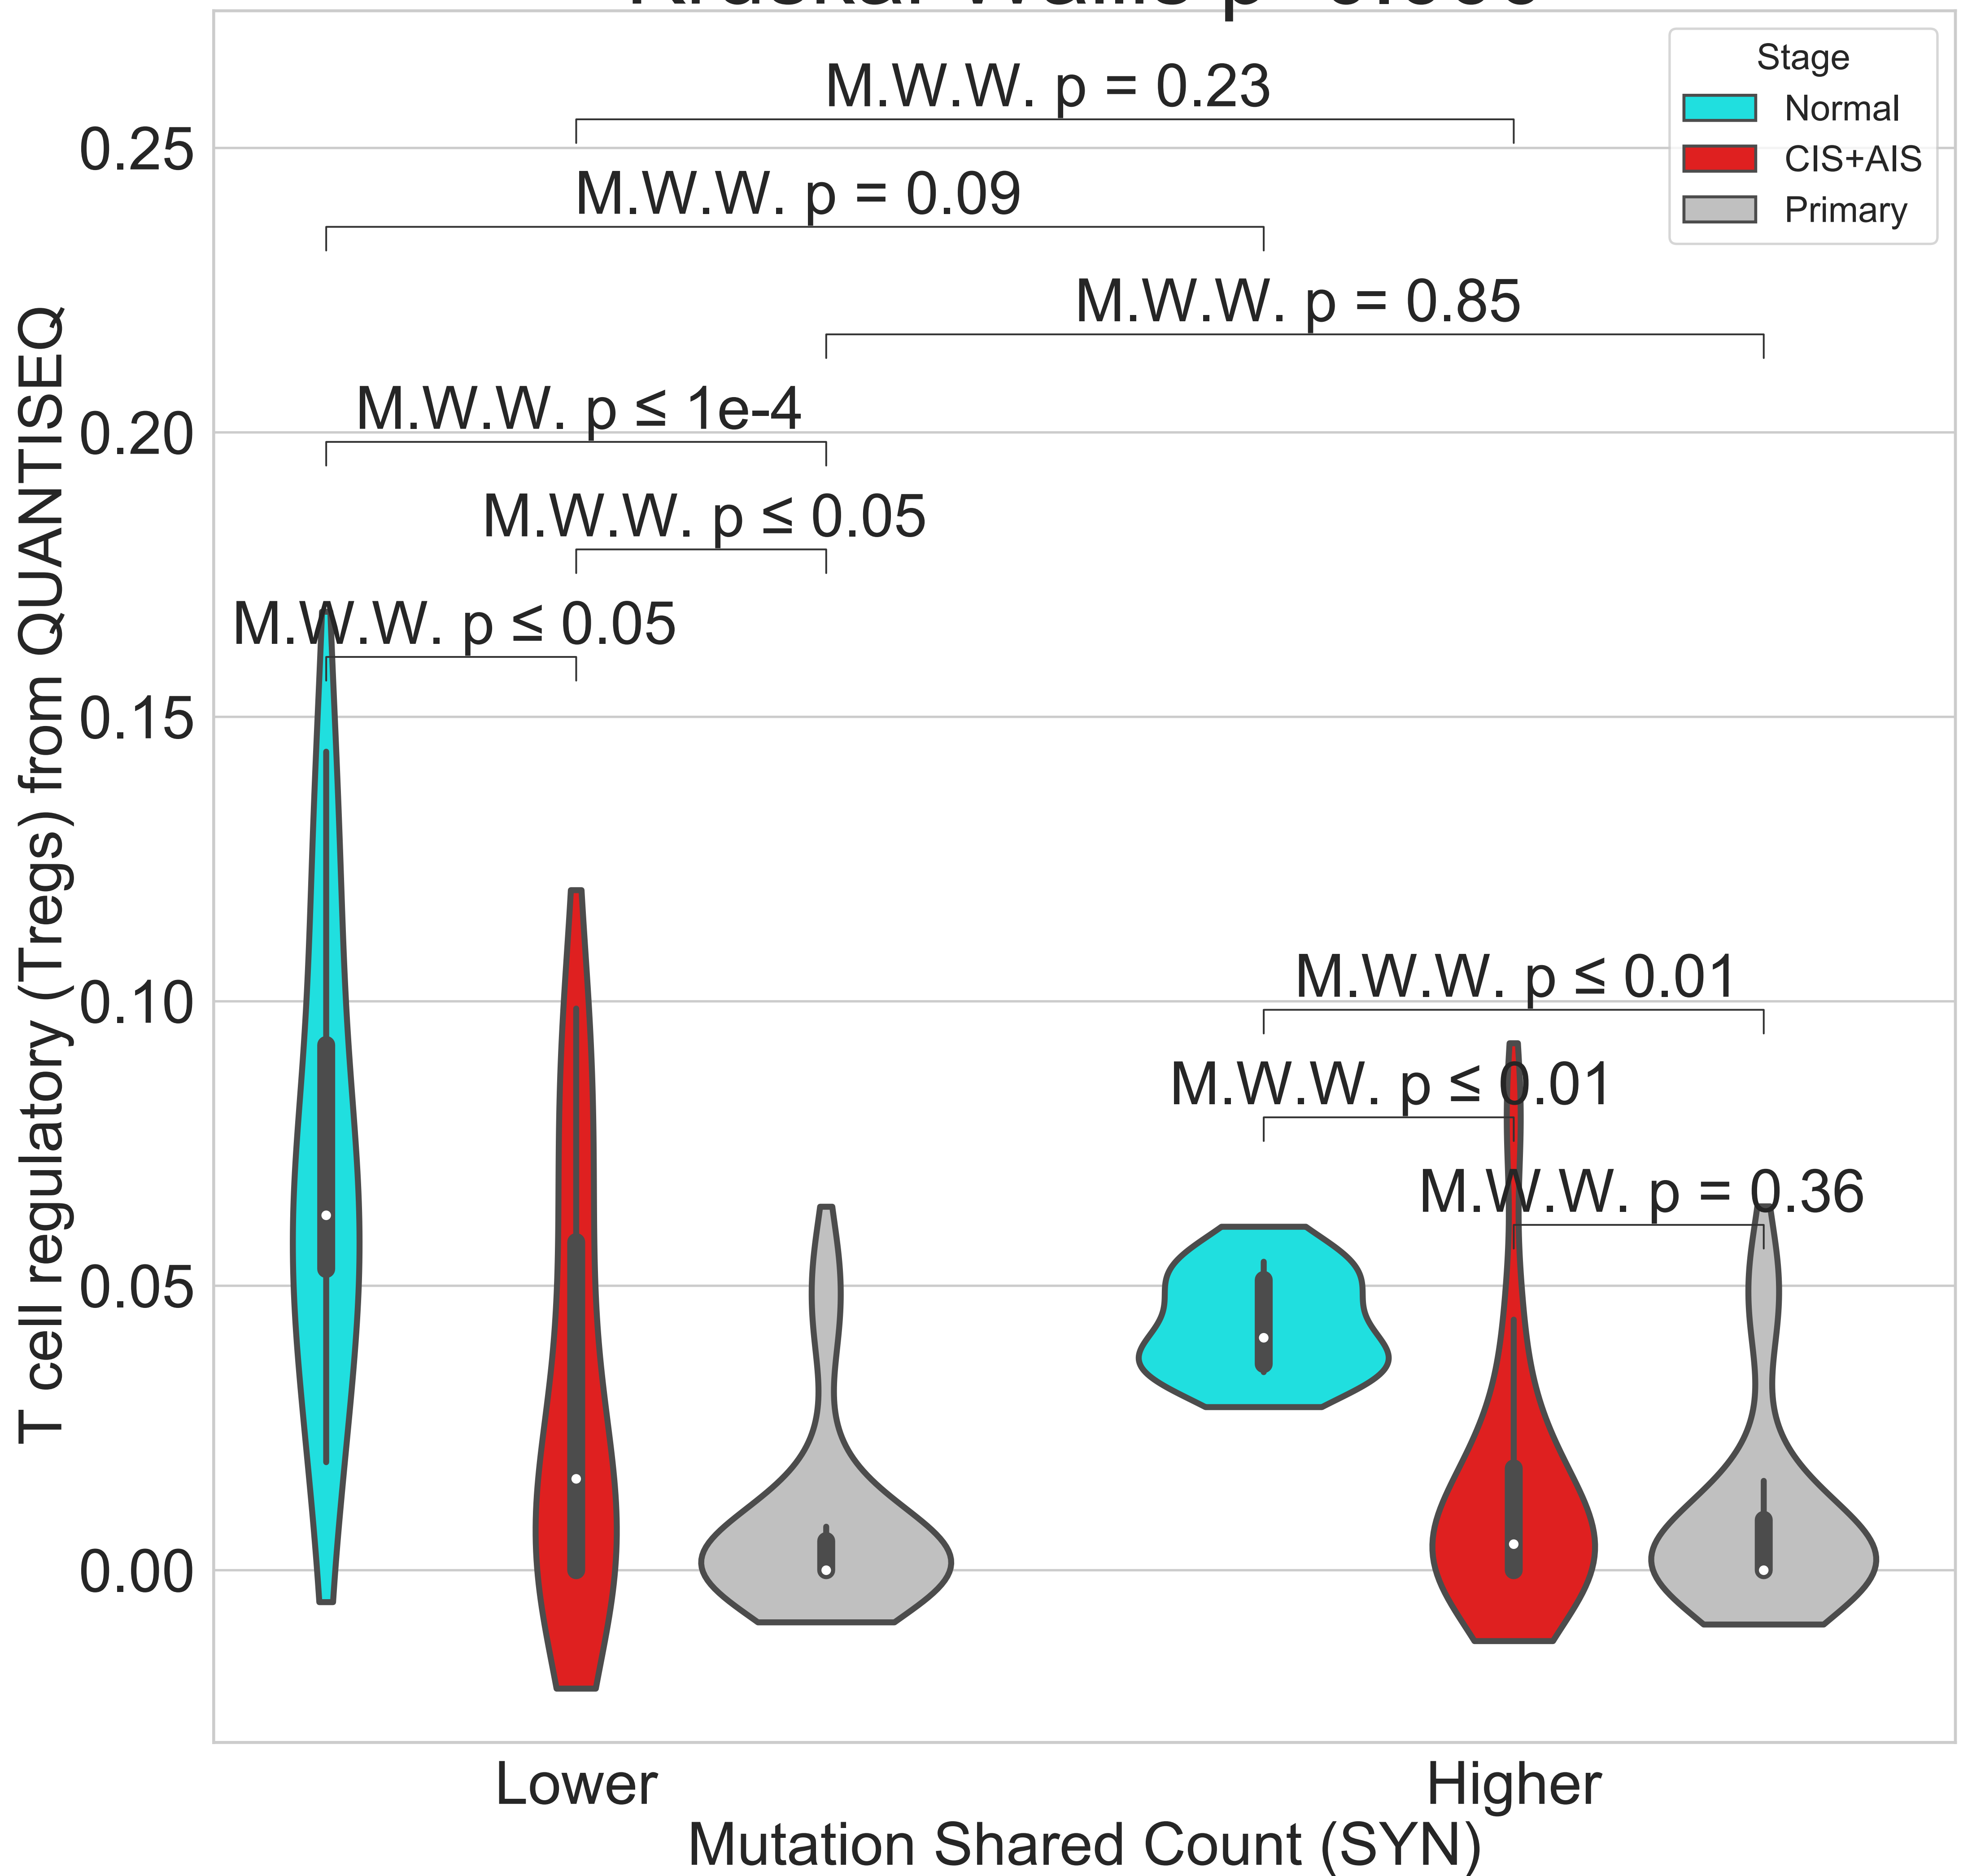 Stage
Normal
CIS+AIS
Primary
M.W.W. p = 0.23
M.W.W. p = 0.09
M.W.W. p = 0.85
M.W.W. p ≤ 1e-4
M.W.W. p ≤ 0.05
M.W.W. p ≤ 0.05
M.W.W. p ≤ 0.01
M.W.W. p ≤ 0.01
M.W.W. p = 0.36
T cell regulatory (Tregs) from QUANTISEQ
0.25
0.20
0.15
0.10
0.05
0.00
Lower
Higher
Mutation Shared Count (SYN)